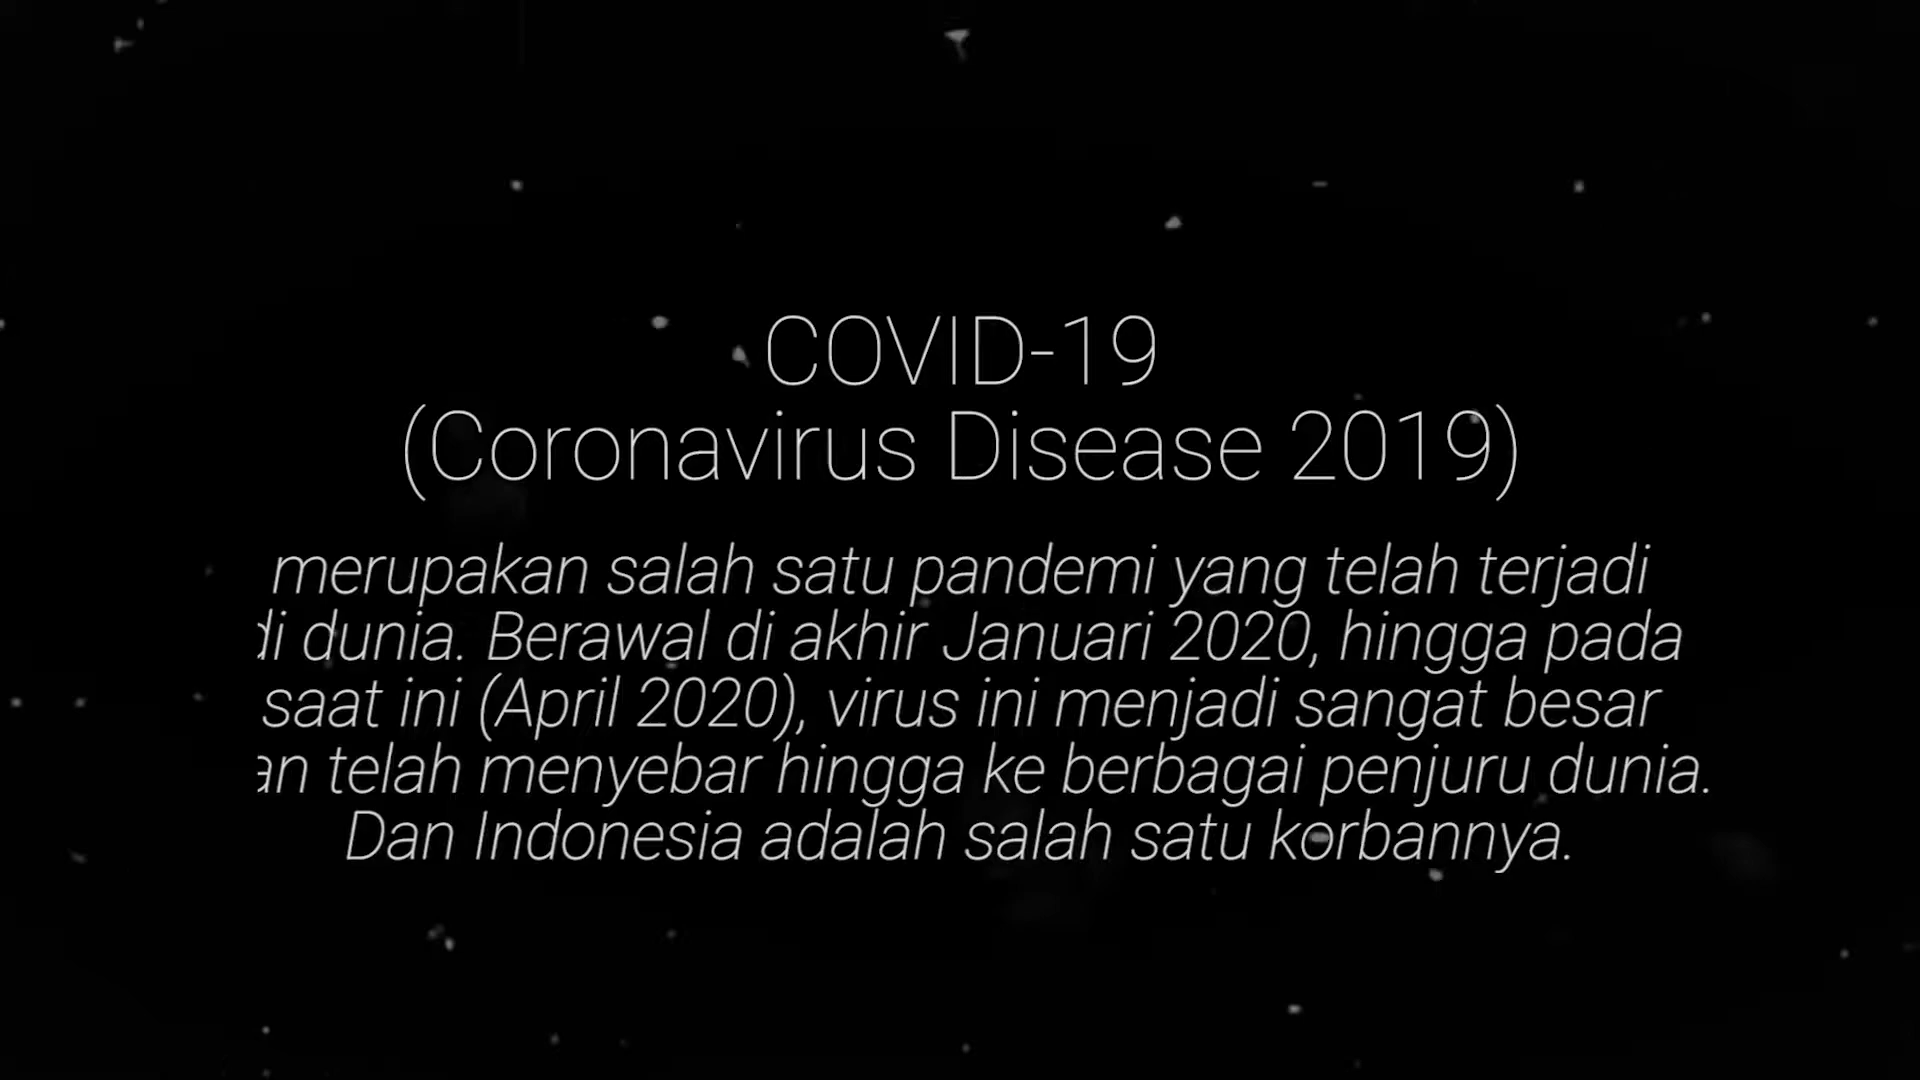 COVID-19
(Coronavirus Disease 2019)
merupakan salah satu pandemi yang telah terjadi
di dunia. Berawal di akhir Januari 2020, hingga pada
saat ini (April 2020), virus ini menjadi sangat besar
an telah menyebar hingga ke berbagai penjuru dunia.
Dan Indonesia adalah salah satu korbannya.